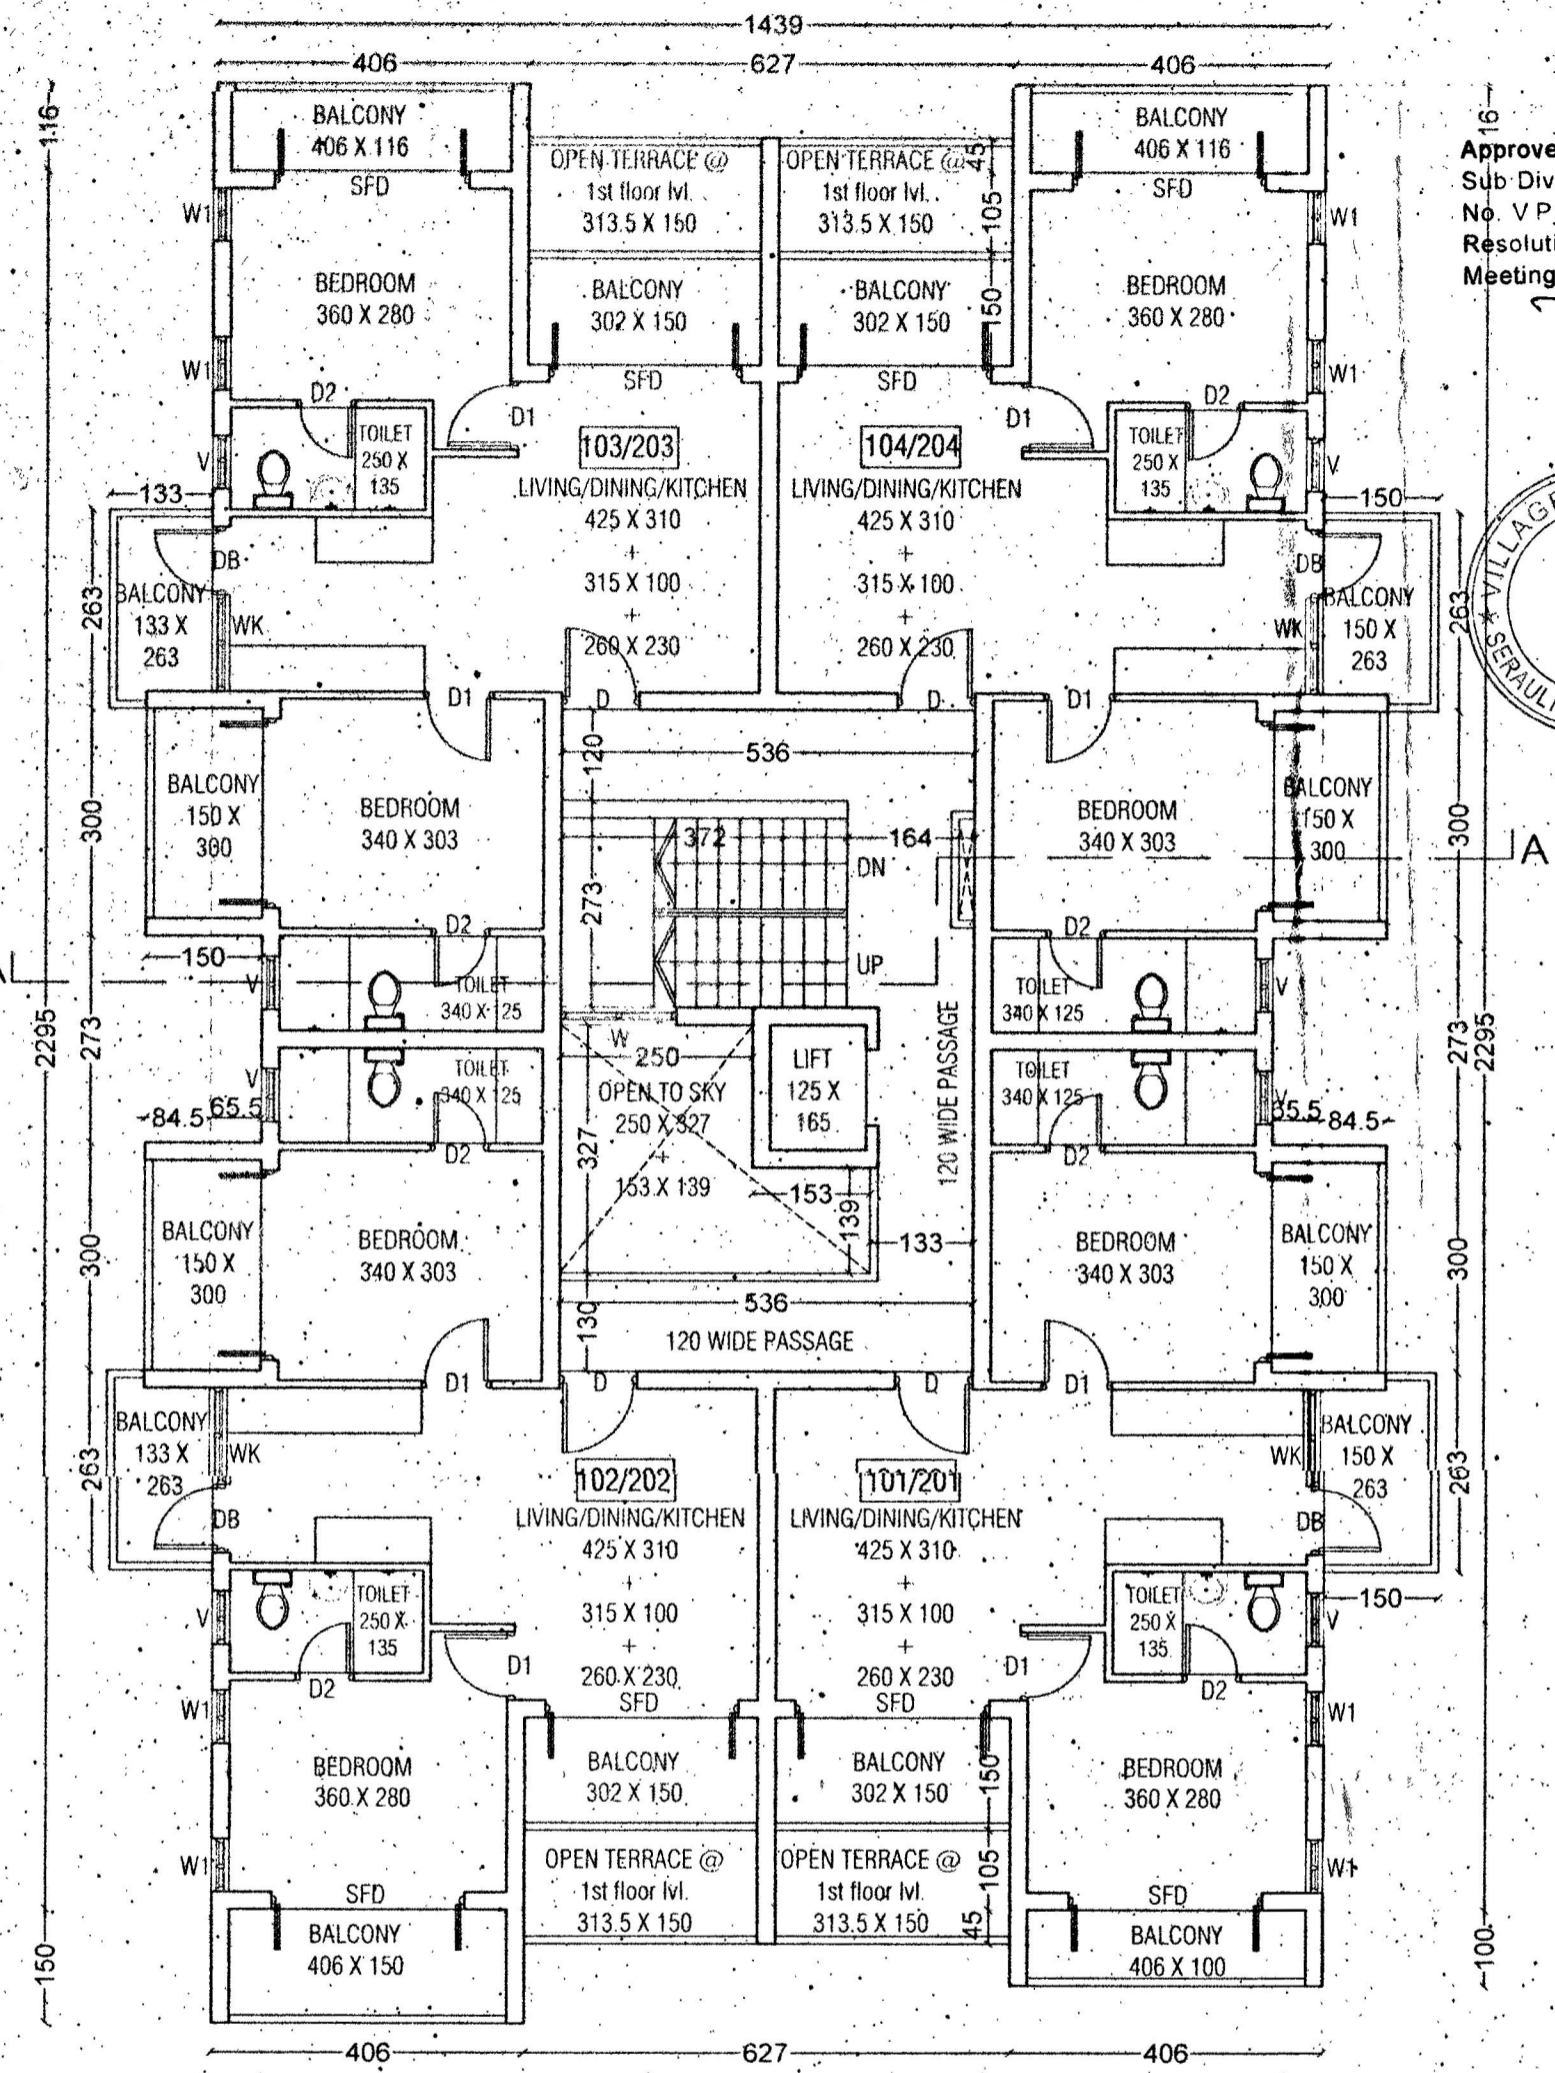 1439
406
627
406
116
BALCONY
406 X 116
SFD
OPEN TERRACE @
1st floor lvl.
313.5 X 150
OPEN TERRACE @
1st floor lvl.
313.5 X 150
45
105
BALCONY
406 X 116
SFD
16
Approve
Sub Div
No. V P
Resoluti
Meeting
W1
BEDROOM
360 X 280
BALCONY
302 X 150
BALCONY
302 X 150
150
BEDROOM
360 X 280
W1
W1
D2
SFD
SFD
D2
W1
D1
D1
V
TOILET
250 X
135
103/203
LIVING/DINING/KITCHEN
425 X 310
+
315 X 100
+
260 X 230
104/204
LIVING/DINING/KITCHEN
425 X 310
+
315 X 100
+
260 X 230
TOILET
250 X
135
V
133
150
DB
BALCONY
133 X
263
WK
263
DB
BALCONY
150 X
263
WK
263
VILLAGE
SERAULI
D1
D
D
D1
120
536
BALCONY
150 X
300
300
BEDROOM
340 X 303
372
164
DN
273
UP
BEDROOM
340 X 303
BALCONY
150 X
300
300
A
D2
D2
150
V
TOILET
340 X 125
TOILET
340 X 125
V
2295
273
W
250
OPEN TO SKY
250 X 327
+
153 X 139
LIFT
125 X
165
120 WIDE PASSAGE
273
2295
V
TOILET
340 X 125
TOILET
340 X 125
V
84.5
65.5
84.5
D2
327
153
139
133
D2
BALCONY
150 X
300
300
BEDROOM
340 X 303
BEDROOM
340 X 303
BALCONY
150 X
300
300
536
130
120 WIDE PASSAGE
D1
D
D
D1
BALCONY
133 X
263
WK
263
DB
102/202
LIVING/DINING/KITCHEN
425 X 310
+
315 X 100
+
260 X 230
SFD
101/201
LIVING/DINING/KITCHEN
425 X 310
+
315 X 100
+
260 X 230
SFD
BALCONY
150 X
263
WK
263
DB
150
V
TOILET
250 X
135
D1
D2
D1
TOILET
250 X
135
V
D2
W1
BEDROOM
360 X 280
BALCONY
302 X 150
BALCONY
302 X 150
150
BEDROOM
360 X 280
W1
W1
SFD
OPEN TERRACE @
1st floor lvl.
313.5 X 150
OPEN TERRACE @
1st floor lvl.
313.5 X 150
105
45
SFD
W1
BALCONY
406 X 150
150
BALCONY
406 X 100
100
406
627
406